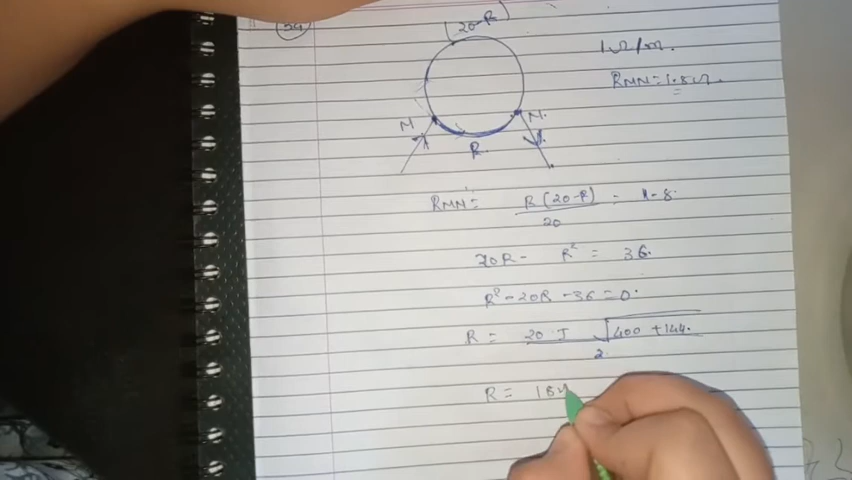 54
(20-R)
1Ω/m.
RMN = 1.8Ω.
M
N.
R
RMN = R(20-R)/20 = 1.8.
20R - R² = 36.
R² - 20R - 36 = 0.
R = 20 ± √400 + 144. / 2.
R = 18